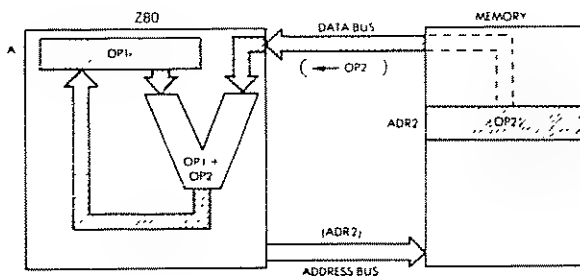 Z80
MEMORY
DATA BUS
A
OP1
( ← OP2 )
ADR2
OP2
OP1 +
OP2
(ADR2)
ADDRESS BUS